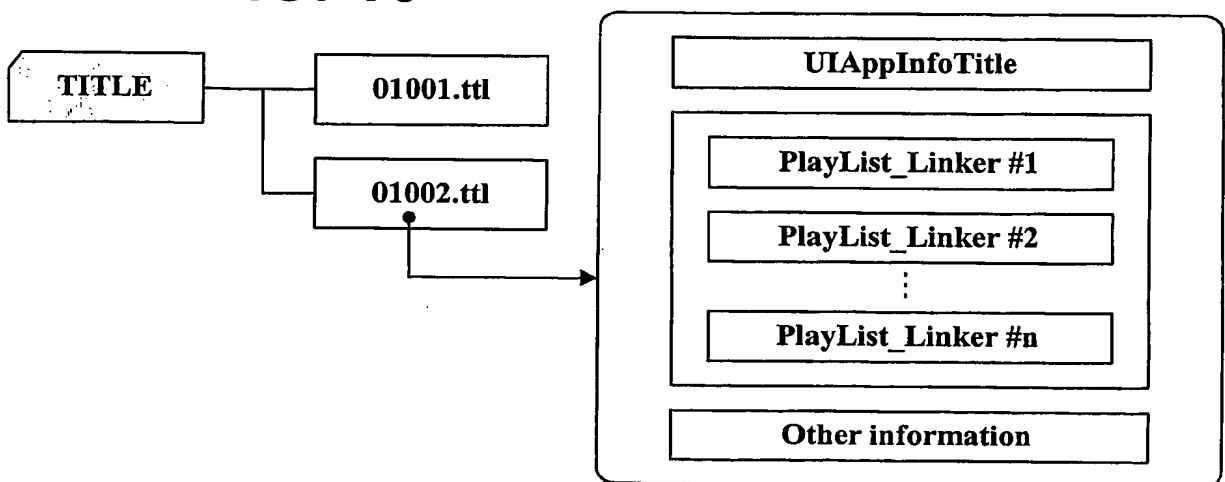 TITLE
01001.ttl
01002.ttl
UIAppInfoTitle
PlayList_Linker #1
PlayList_Linker #2
PlayList_Linker #n
Other information